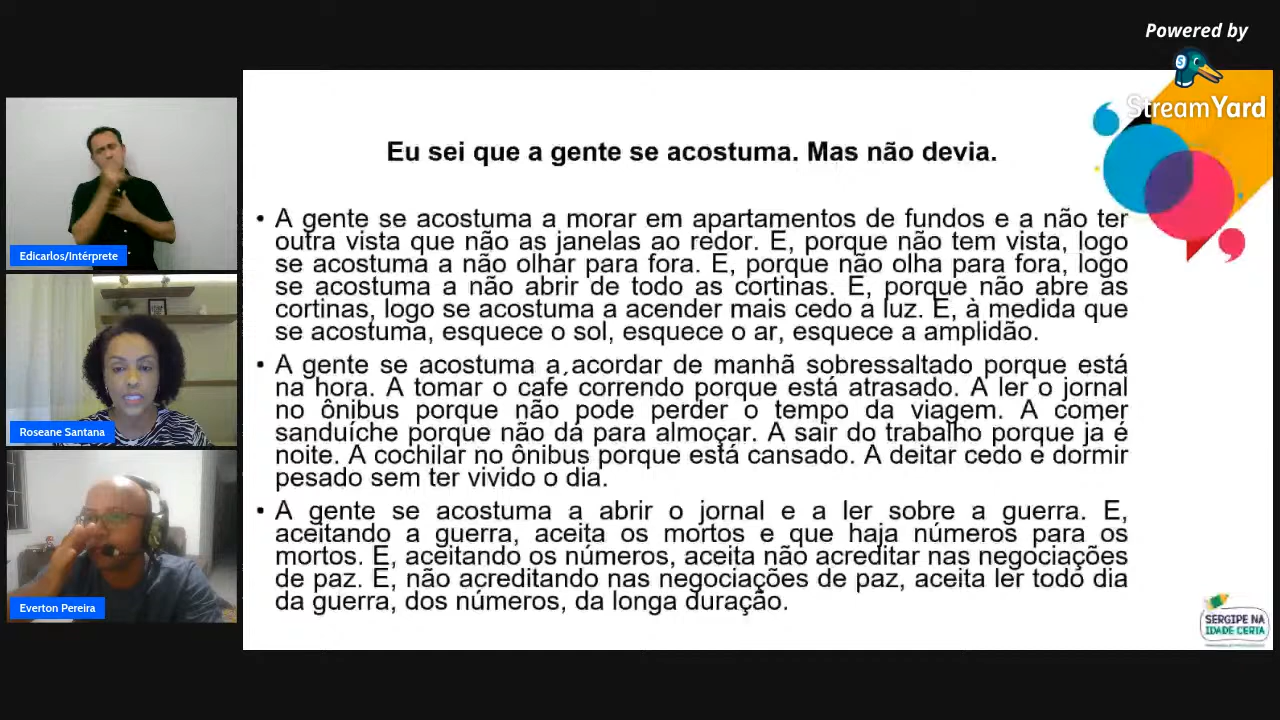 Powered by
StreamYard
Eu sei que a gente se acostuma. Mas não devia.
• A gente se acostuma a morar em apartamentos de fundos e a não ter
outra vista que não as janelas ao redor. E, porque não tem vista, logo
se acostuma a não olhar para fora. E, porque não olha para fora, logo
se acostuma a não abrir de todo as cortinas. E, porque não abre as
cortinas, logo se acostuma a acender mais cedo a luz. E, à medida que
se acostuma, esquece o sol, esquece o ar, esquece a amplidão.
• A gente se acostuma a acordar de manhã sobressaltado porque está
na hora. A tomar o café correndo porque está atrasado. A ler o jornal
no ônibus porque não pode perder o tempo da viagem. A comer
sanduíche porque não dá para almoçar. A sair do trabalho porque ja é
noite. A cochilar no ônibus porque está cansado. A deitar cedo e dormir
pesado sem ter vivido o dia.
• A gente se acostuma a abrir o jornal e a ler sobre a guerra. E,
aceitando a guerra, aceita os mortos e que haja números para os
mortos. E, aceitando os números, aceita não acreditar nas negociações
de paz. E, não acreditando nas negociações de paz, aceita ler todo dia
da guerra, dos números, da longa duração.
Edicarlos/Intérprete
Roseane Santana
Everton Pereira
SERGIPE NA
IDADE CERTA